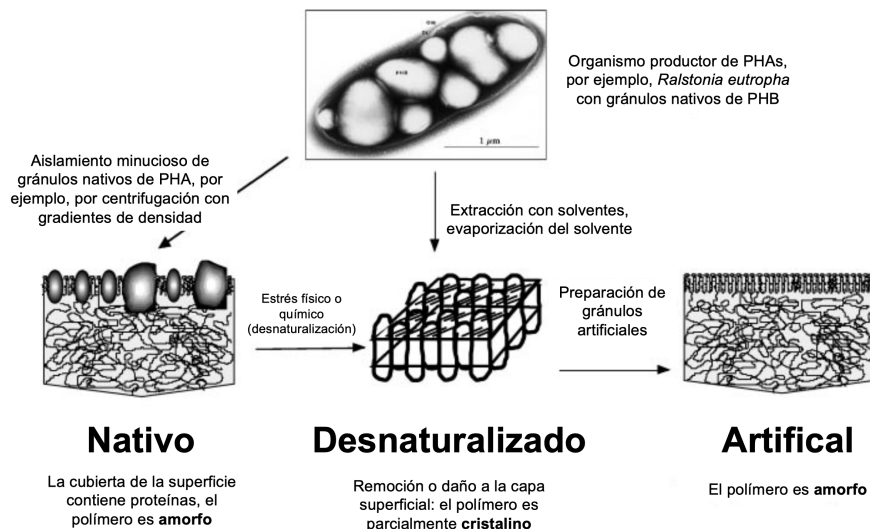 Organismo productor de PHAs,
por ejemplo, Ralstonia eutropha
con gránulos nativos de PHB
1 μm
Aislamiento minucioso de
gránulos nativos de PHA, por
ejemplo, por centrifugación con
gradientes de densidad
Extracción con solventes,
evaporización del solvente
Estrés físico o
químico
(desnaturalización)
Preparación de
gránulos
artificiales
Nativo
Desnaturalizado
Artifical
La cubierta de la superficie
contiene proteínas, el
polímero es amorfo
Remoción o daño a la capa
superficial: el polímero es
parcialmente cristalino
El polímero es amorfo